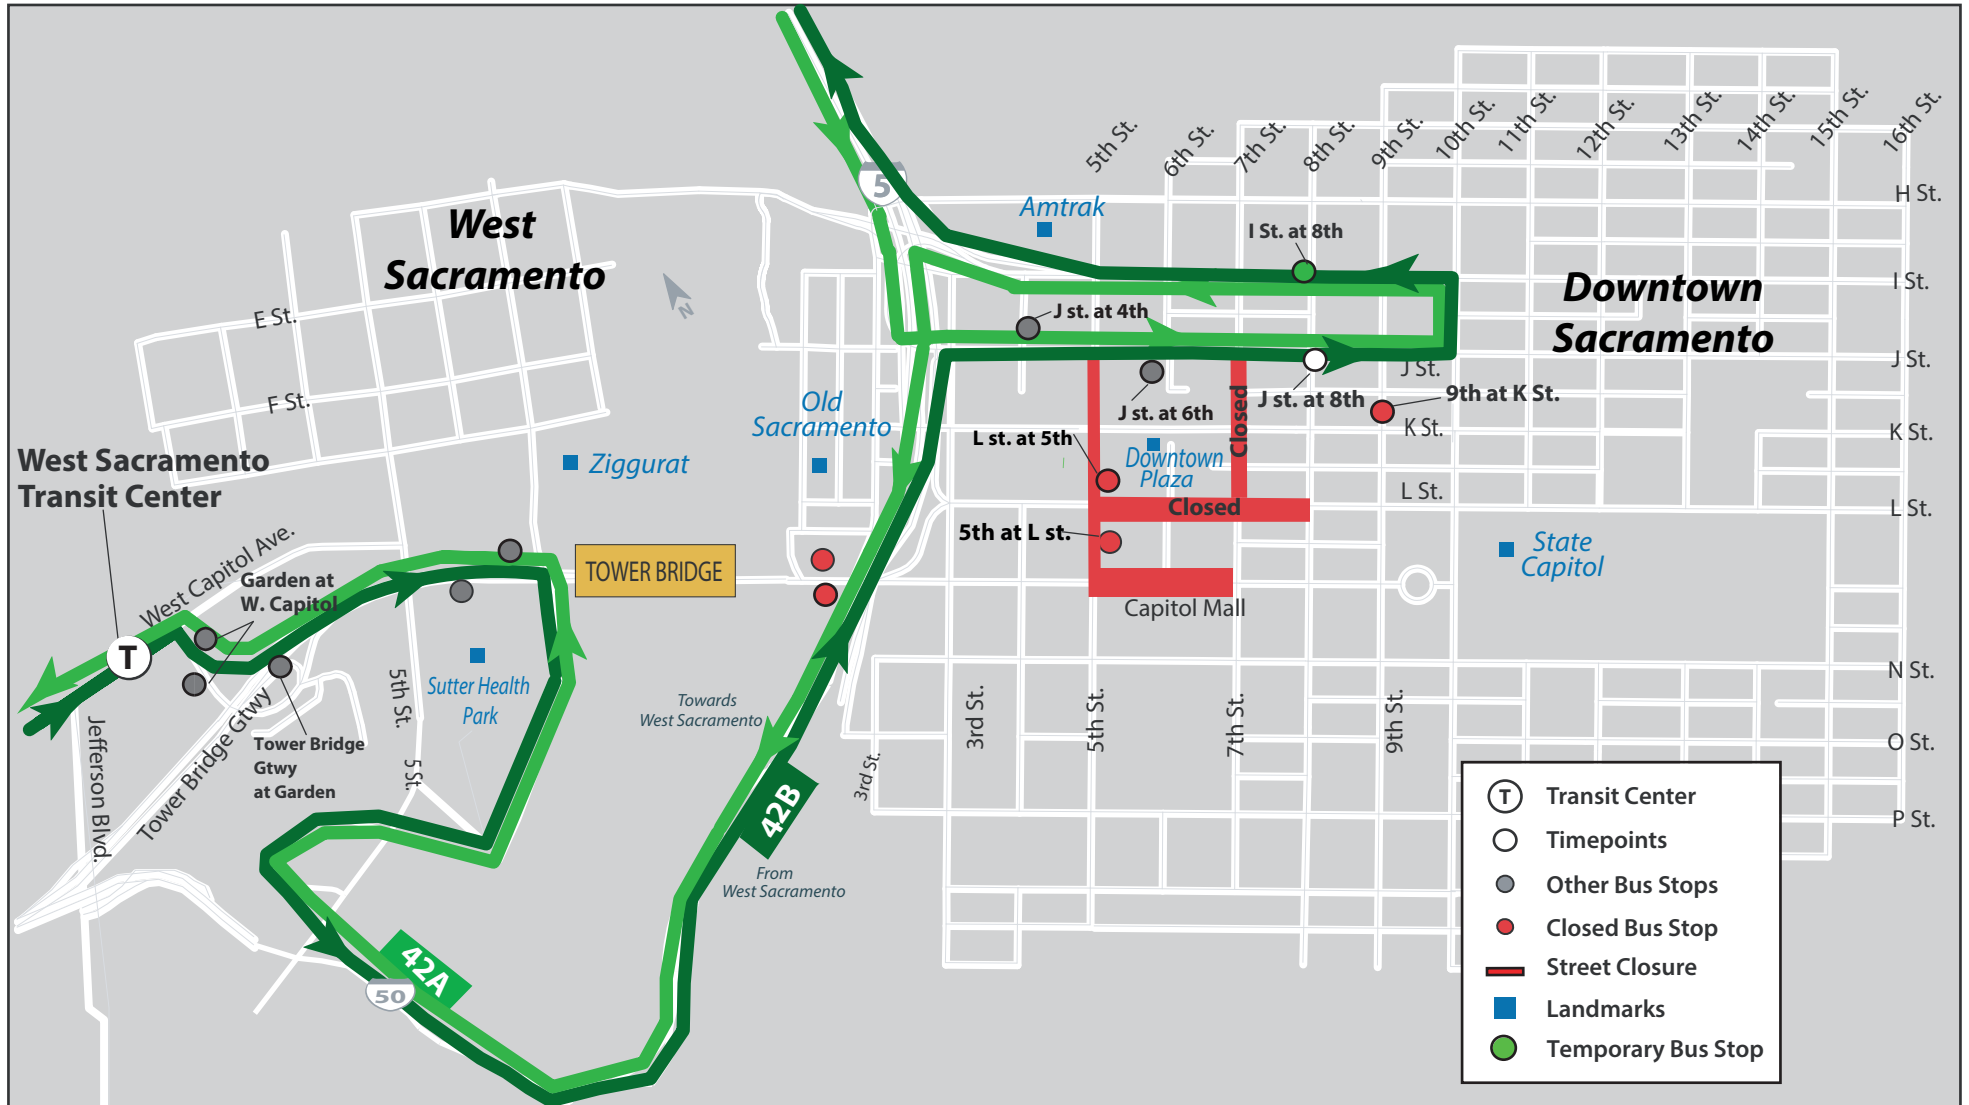 West
Sacramento
E St.
F St.
Ziggurat
West Sacramento
Transit Center
West Capitol Ave.
Garden at
W. Capitol
T
Jefferson Blvd.
Tower Bridge Gtwy
Tower Bridge
Gtwy
at Garden
5th St.
5 St.
Sutter Health
Park
TOWER BRIDGE
N
Old
Sacramento
Towards
West Sacramento
From
West Sacramento
42A
42B
50
5
3rd St.
Amtrak
I St. at 8th
J st. at 4th
J st. at 6th
J st. at 8th
9th at K St.
L st. at 5th
5th at L st.
Downtown
Plaza
Closed
Closed
Capitol Mall
J St.
K St.
L St.
State
Capitol
Downtown
Sacramento
5th St.
6th St.
7th St.
8th St.
9th St.
10th St.
11th St.
12th St.
13th St.
14th St.
15th St.
16th St.
H St.
I St.
J St.
K St.
L St.
N St.
O St.
P St.
3rd St.
5th St.
7th St.
9th St.
T Transit Center
Timepoints
Other Bus Stops
Closed Bus Stop
Street Closure
Landmarks
Temporary Bus Stop